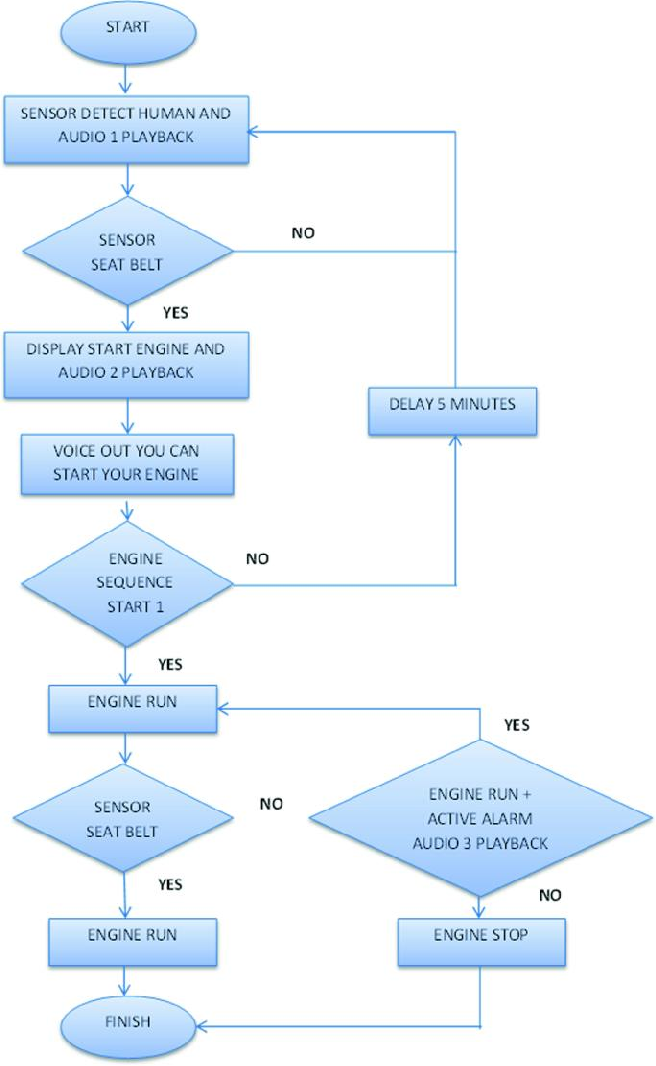 START
SENSOR DETECT HUMAN AND
AUDIO 1 PLAYBACK
SENSOR
SEAT BELT
NO
YES
DISPLAY START ENGINE AND
AUDIO 2 PLAYBACK
DELAY 5 MINUTES
VOICE OUT YOU CAN
START YOUR ENGINE
ENGINE
SEQUENCE
START 1
NO
YES
ENGINE RUN
YES
SENSOR
SEAT BELT
NO
ENGINE RUN +
ACTIVE ALARM
AUDIO 3 PLAYBACK
YES
NO
ENGINE RUN
ENGINE STOP
FINISH